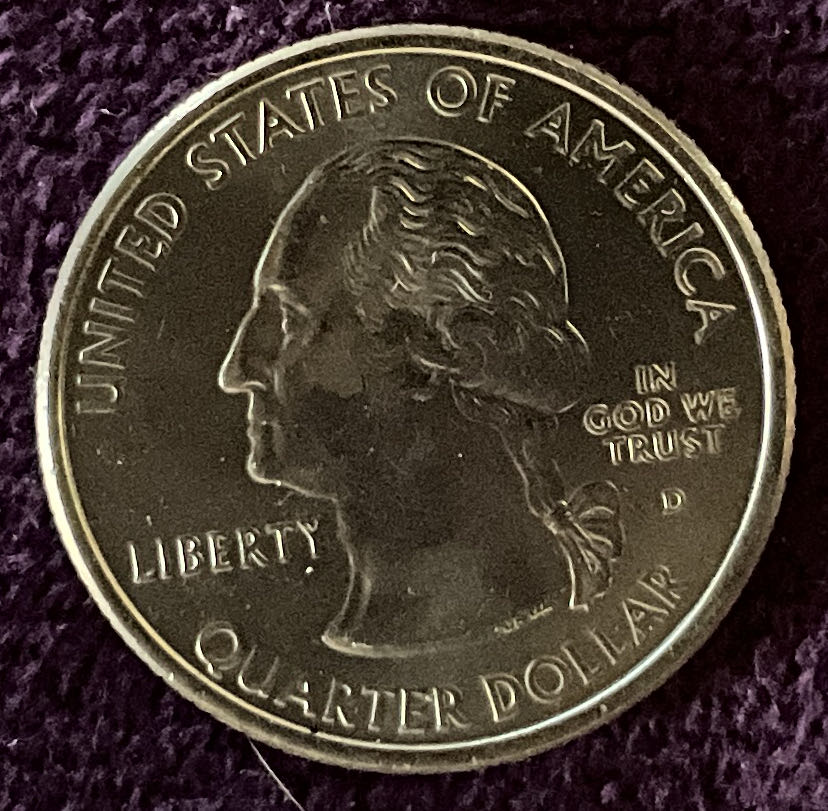 UNITED STATES OF AMERICA
IN
GOD WE
TRUST
D
LIBERTY
QUARTER DOLLAR